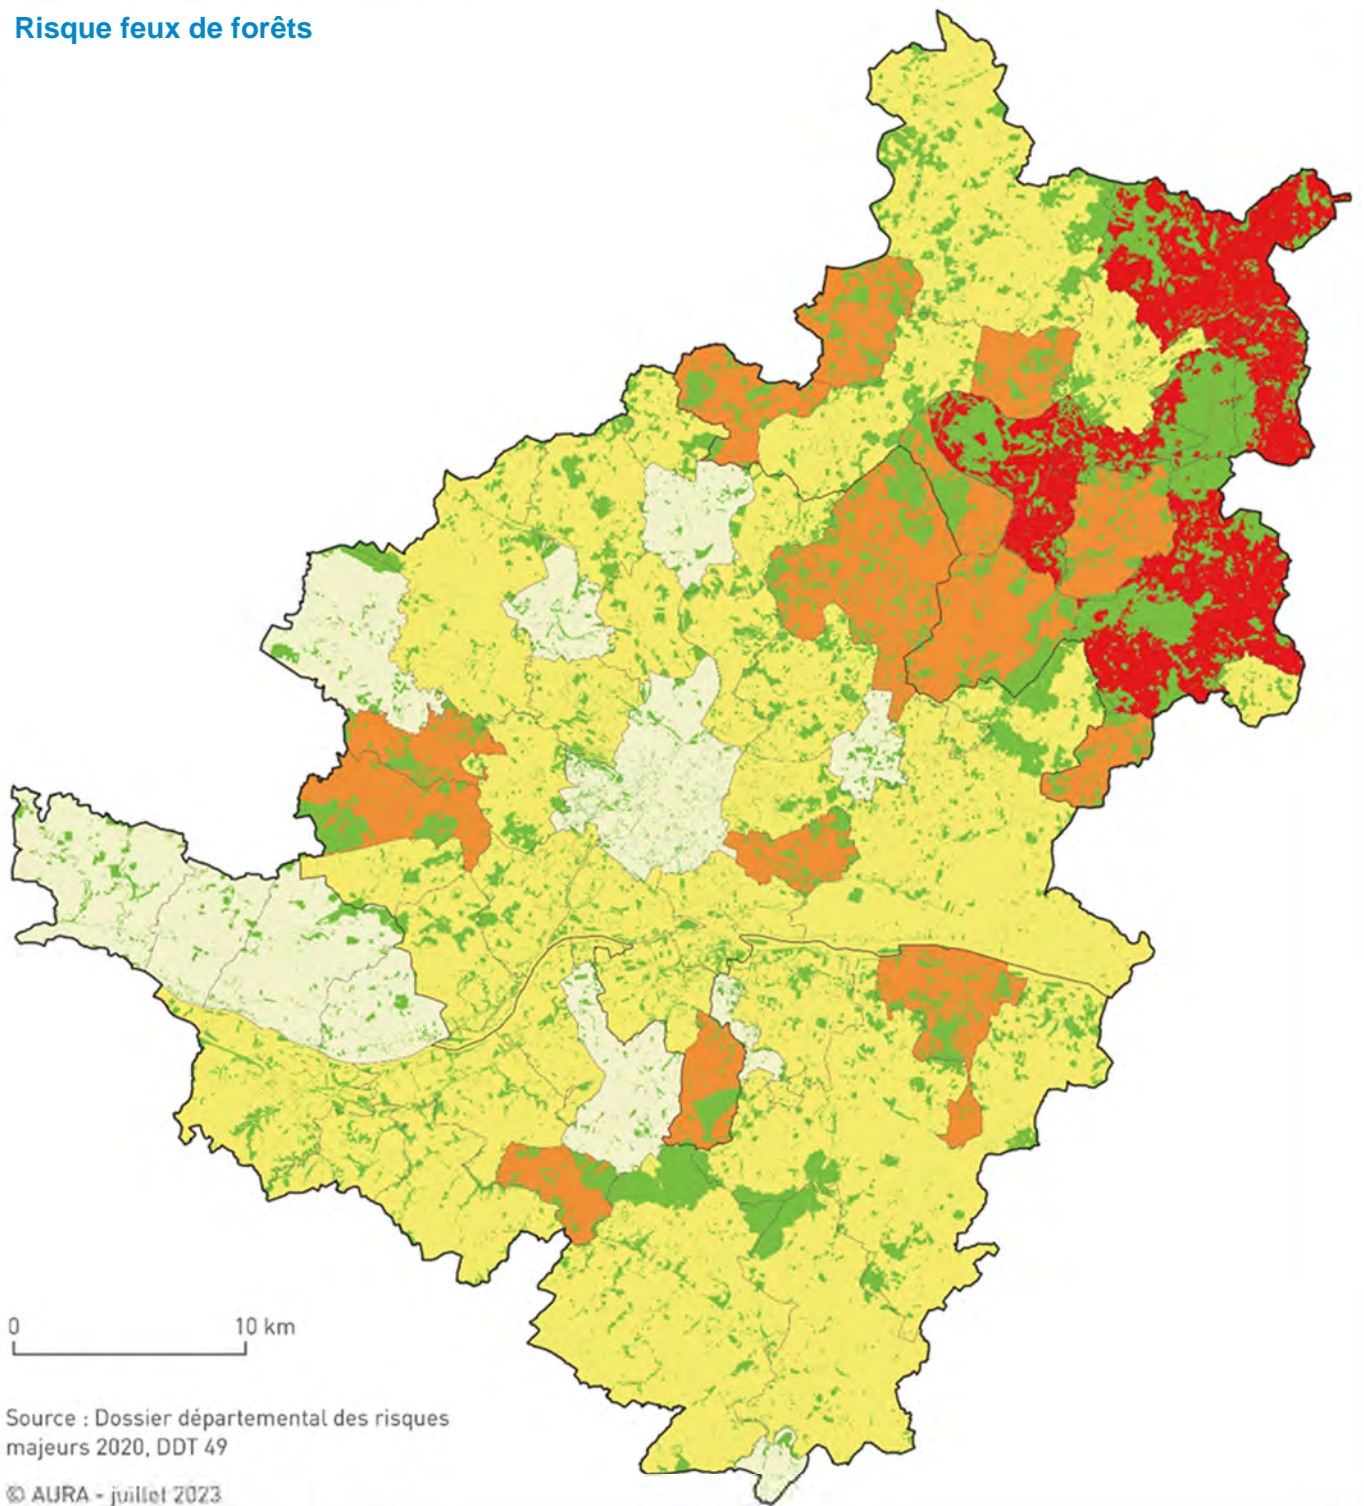 Risque feux de forêts
0 10 km
Source : Dossier départemental des risques
majeurs 2020, DDT 49
© AURA - juillet 2023